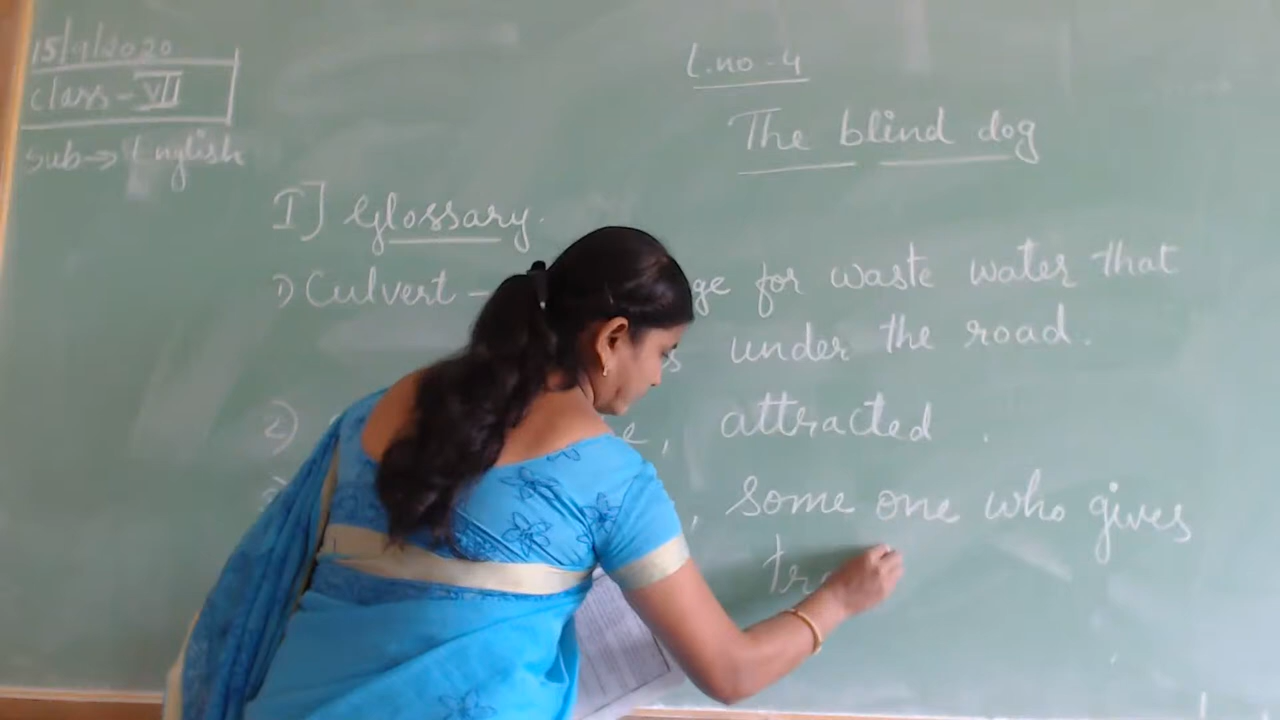 15/9/2020
Class - VII
Sub → English
L.no - 4
The blind dog
I] Glossary.
1) Culvert - ge for waste water that
s under the road.
2) e, attracted .
, some one who gives
tr